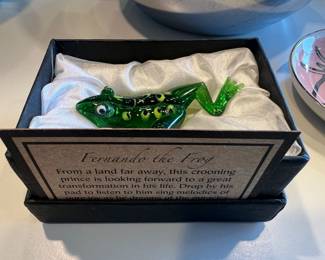 Fernando the Frog
From a land far away, this crooning
prince is looking forward to a great
transformation in his life. Drop by his
pad to listen to him sing melodies of